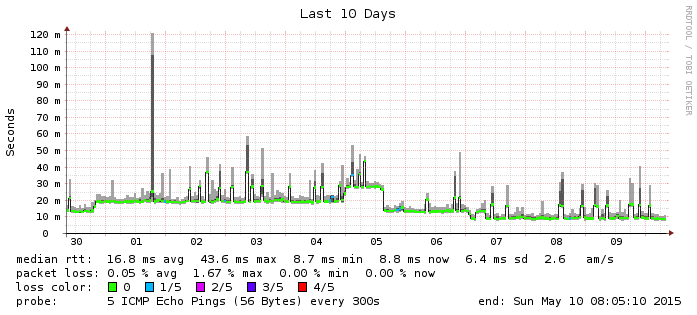 Last 10 Days
RRDTOOL / TOBI OETIKER
Seconds
120 m
110 m
100 m
90 m
80 m
70 m
60 m
50 m
40 m
30 m
20 m
10 m
0
30 01 02 03 04 05 06 07 08 09
median rtt: 16.8 ms avg 43.6 ms max 8.7 ms min 8.8 ms now 6.4 ms sd 2.6 am/s
packet loss: 0.05 % avg 1.67 % max 0.00 % min 0.00 % now
loss color: 0 1/5 2/5 3/5 4/5
probe: 5 ICMP Echo Pings (56 Bytes) every 300s end: Sun May 10 08:05:10 2015